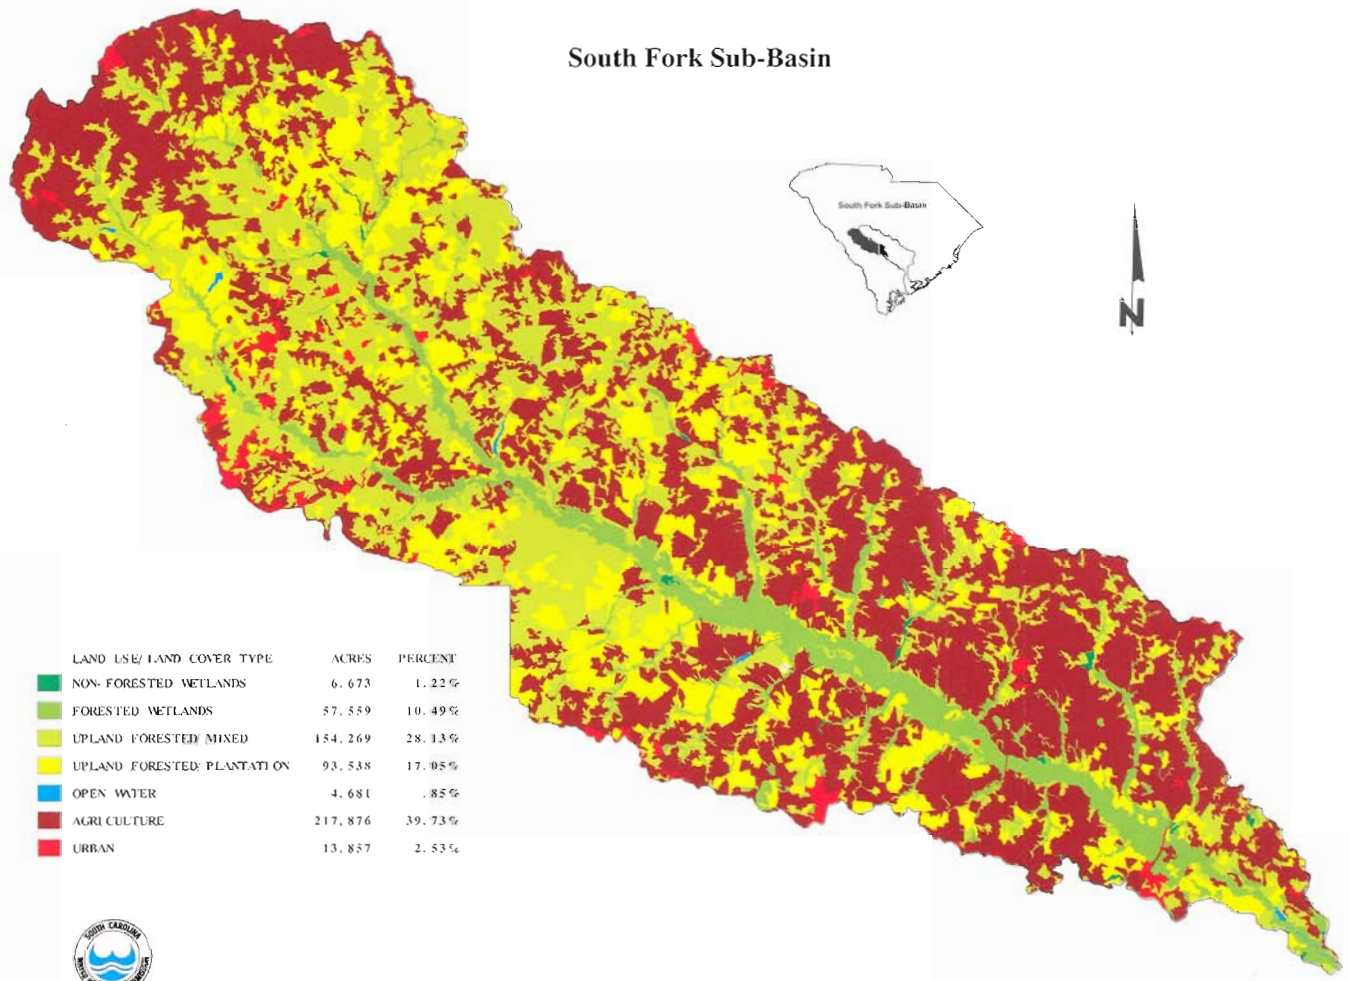 South Fork Sub-Basin
South Fork Sub-Basin
N
LAND USE/ LAND COVER TYPE ACRES PERCENT
NON- FORESTED WETLANDS 6,673 1.22%
FORESTED WETLANDS 57,559 10.49%
UPLAND FORESTED/ MIXED 154,269 28.13%
UPLAND FORESTED/ PLANTATION 93,538 17.05%
OPEN WATER 4,681 .85%
AGRICULTURE 217,876 39.73%
URBAN 13,857 2.53%
SOUTH CAROLINA